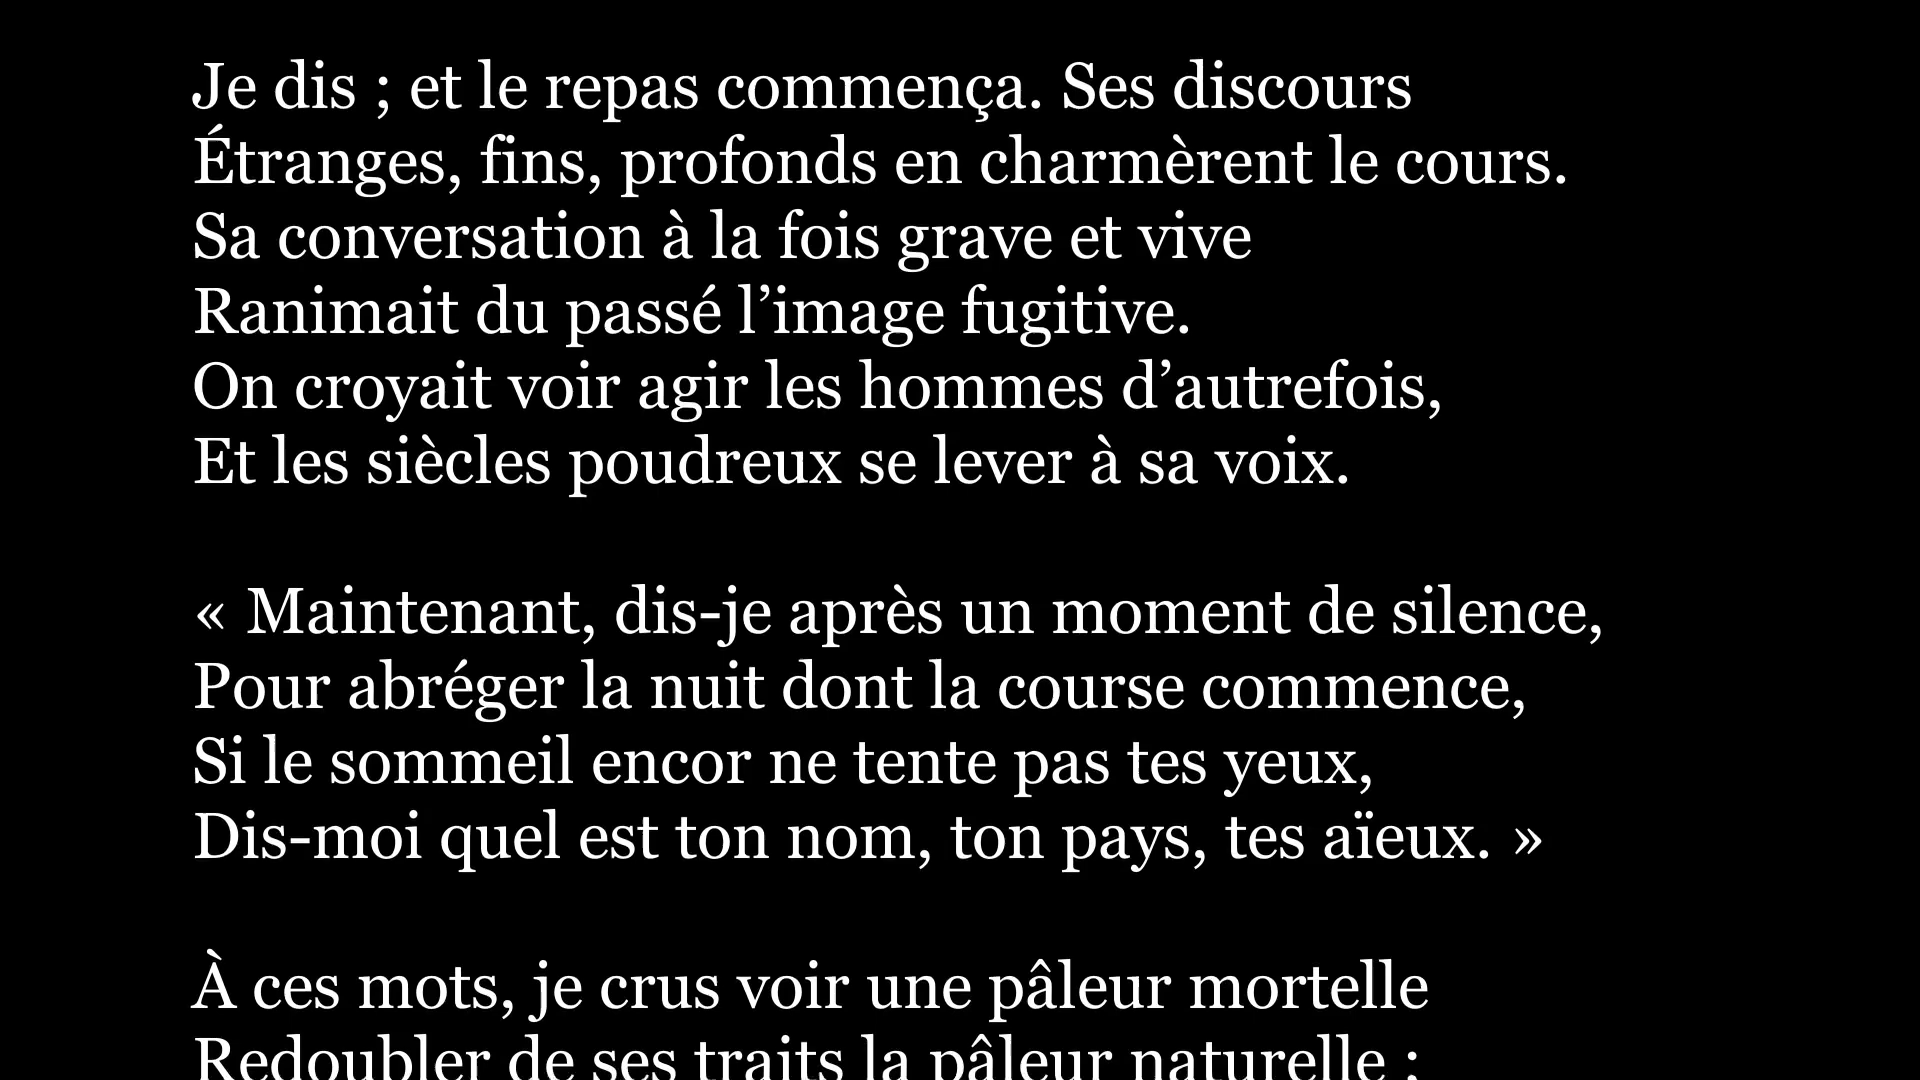 Je dis ; et le repas commença. Ses discours
Étranges, fins, profonds en charmèrent le cours.
Sa conversation à la fois grave et vive
Ranimait du passé l’image fugitive.
On croyait voir agir les hommes d’autrefois,
Et les siècles poudreux se lever à sa voix.
« Maintenant, dis-je après un moment de silence,
Pour abréger la nuit dont la course commence,
Si le sommeil encor ne tente pas tes yeux,
Dis-moi quel est ton nom, ton pays, tes aïeux. »
À ces mots, je crus voir une pâleur mortelle
Redoubler de ses traits la pâleur naturelle ;